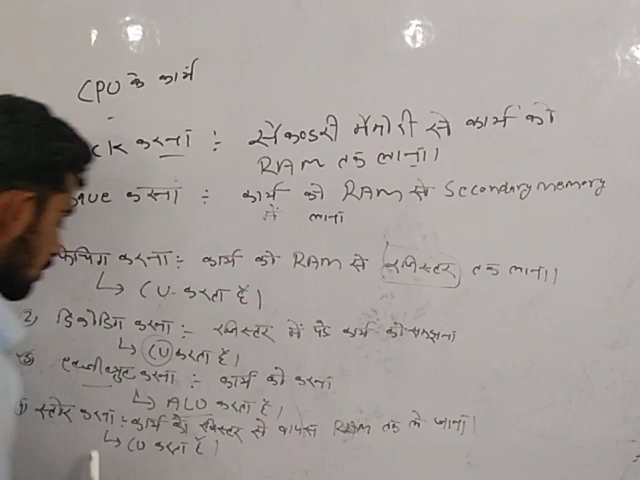 CPU के कार्य
ck करना : सेकण्डरी मेमोरी से कार्य को
RAM तक लाना।
ave करना : कार्य को RAM से Secondary memory
में लाना
फेचिंग करना :- कार्य को RAM से रजिस्टर तक लाना।
↳ CU करता है।
2) डिकोडिंग करना :- रजिस्टर में पड़े कार्य को समझना
↳ CU करता है।
3) एक्जीक्यूट करना :- कार्य को करना
↳ ALU करता है।
स्टोर करना :- कार्य को रजिस्टर से वापस RAM तक ले जाना।
↳ CU करता है।